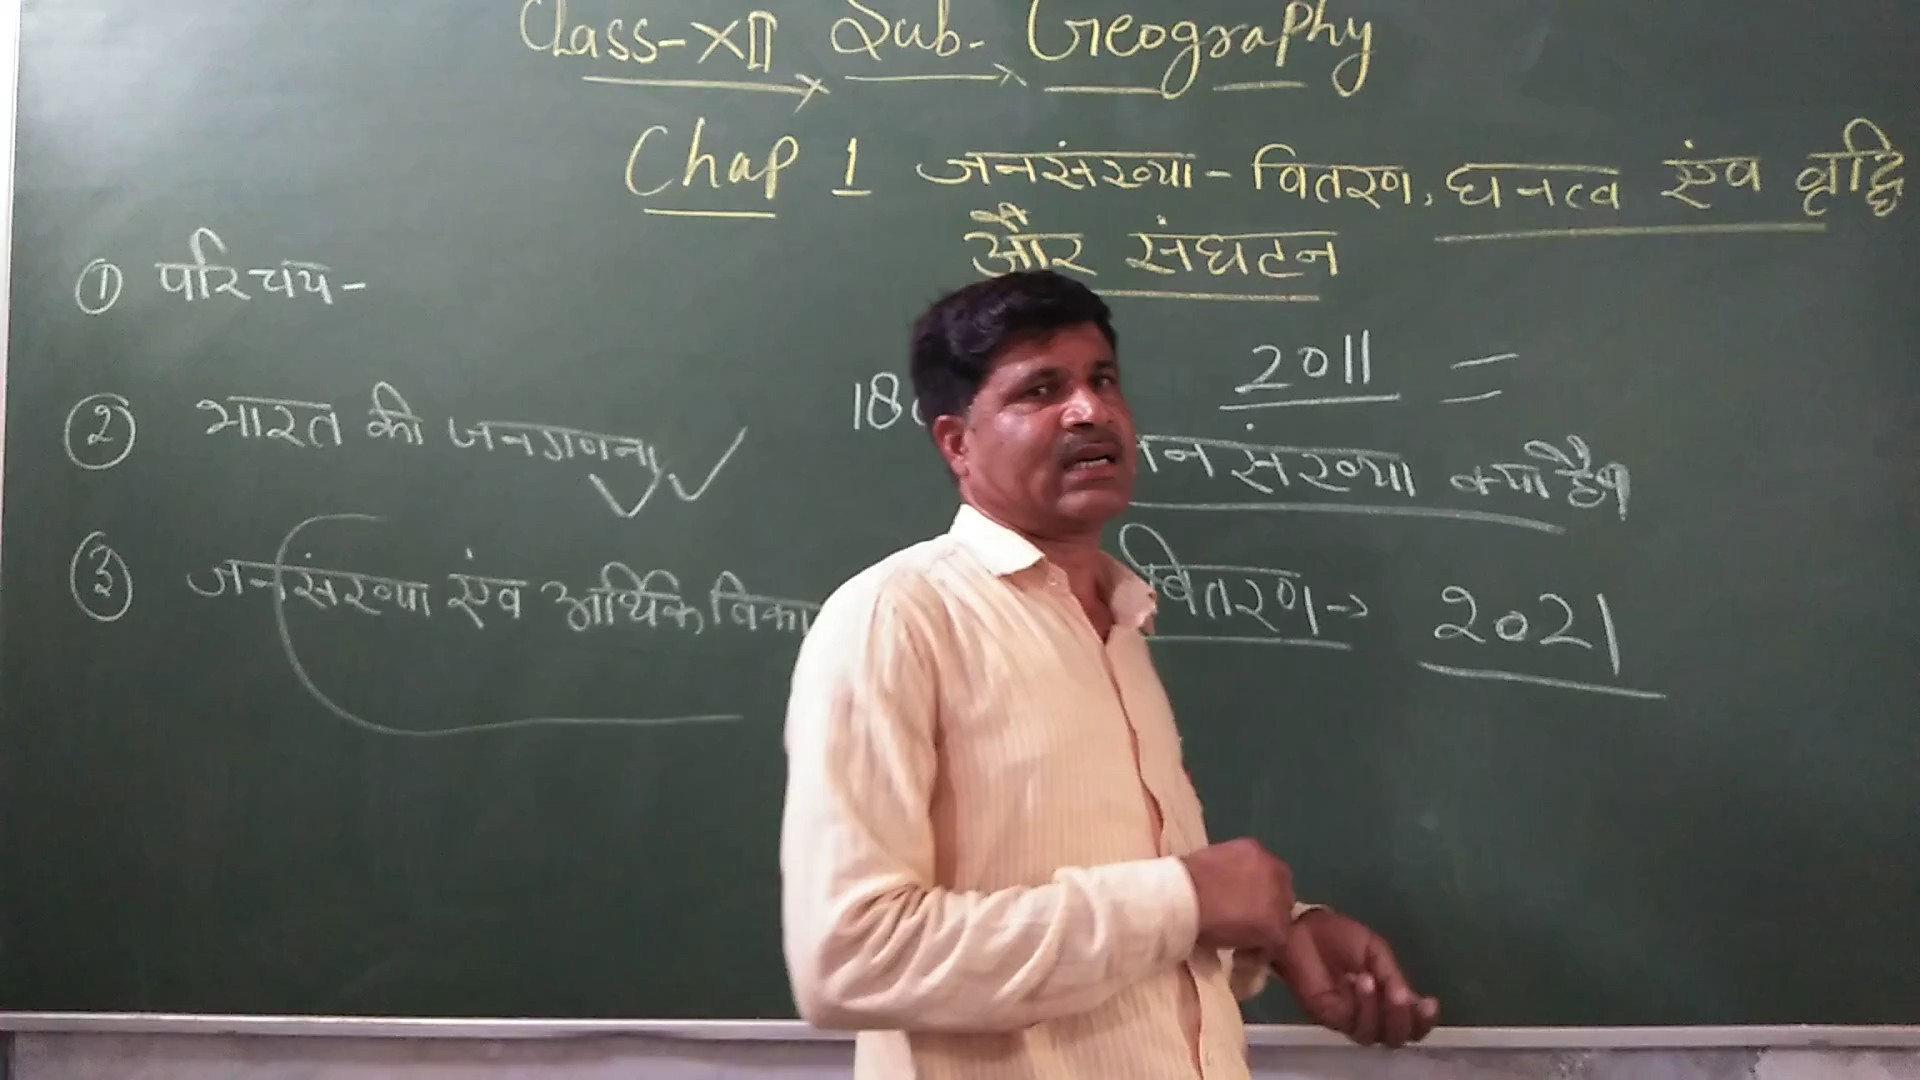 Class-XII Sub- Geography
Chap 1 जनसंख्या - वितरण, घनत्व एंव वृद्धि
और संघटन
① परिचय -
2011 =
② भारत की जनगणना
क्या है?
③ जनसंख्या एंव आर्थिक
वितरण → 2021